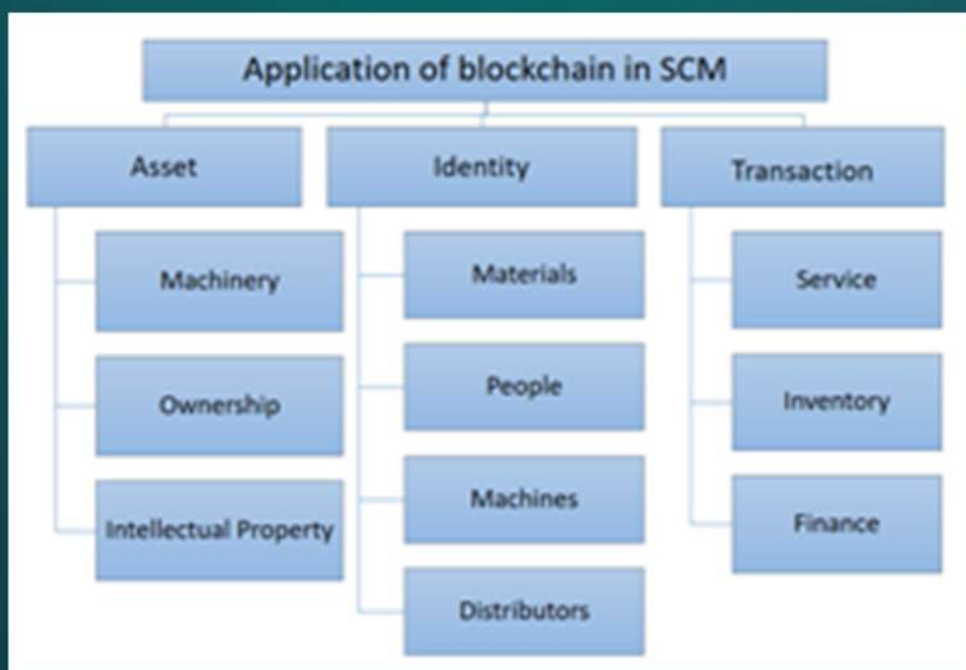 Application of blockchain in SCM
Asset
Machinery
Ownership
Intellectual Property
Identity
Materials
People
Machines
Distributors
Transaction
Service
Inventory
Finance